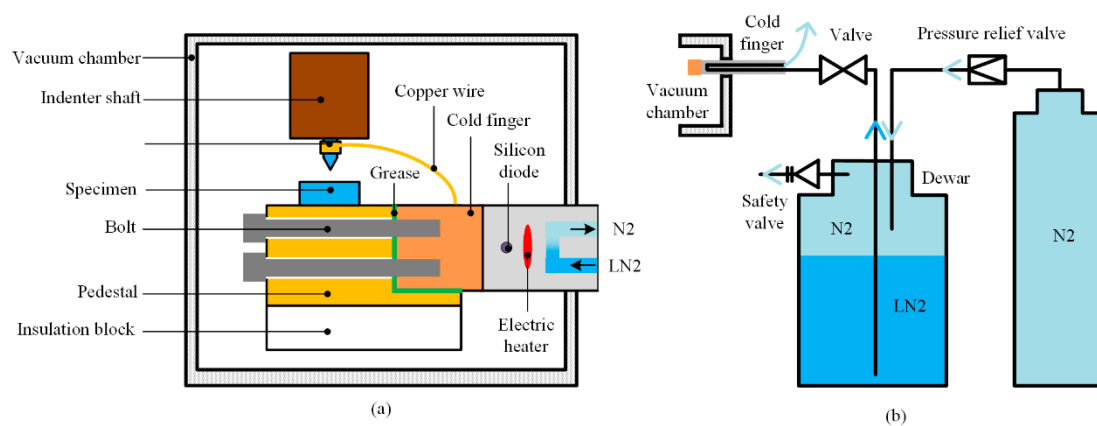 Vacuum chamber
Indenter shaft
Specimen
Bolt
Pedestal
Insulation block
Copper wire
Cold finger
Silicon
diode
Grease
N2
LN2
Electric
heater
(a)
Cold
finger
Valve
Pressure relief valve
Vacuum
chamber
Safety
valve
Dewar
N2
LN2
N2
(b)